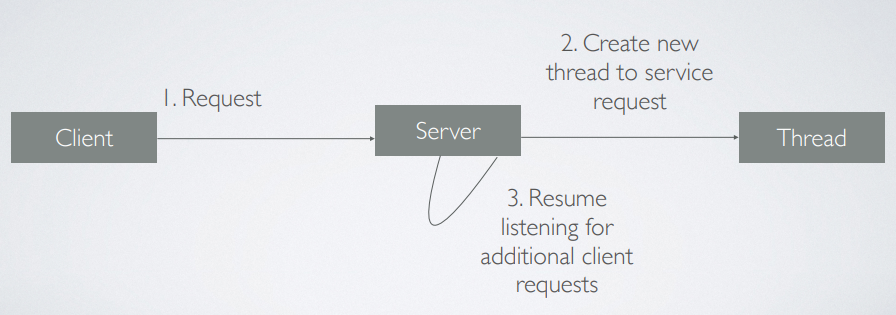 1. Request
Client
Server
2. Create new
thread to service
request
Thread
3. Resume
listening for
additional client
requests